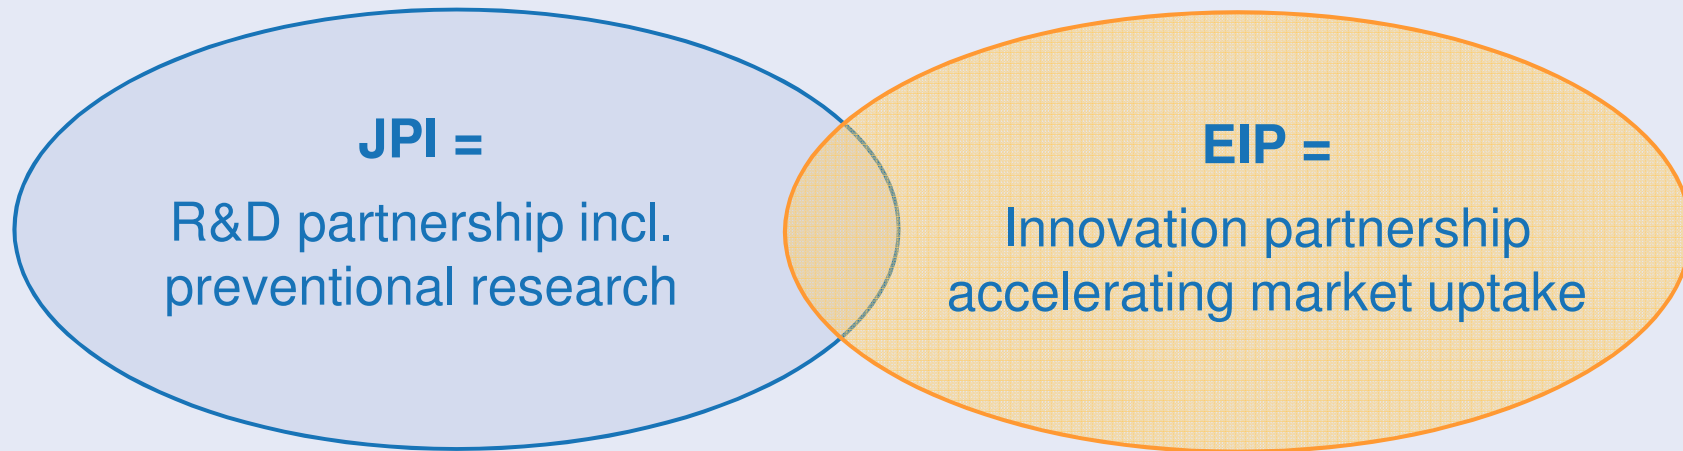 JPI =
R&D partnership incl.
preventional research
EIP =
Innovation partnership
accelerating market uptake